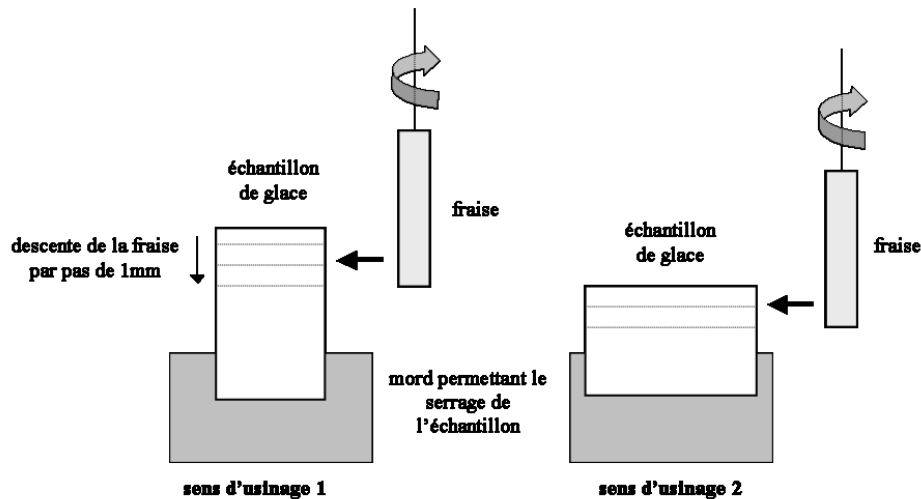 échantillon
de glace
fraise
descente de la fraise
par pas de 1mm
échantillon
de glace
fraise
mord permettant le
serrage de
l'échantillon
sens d'usinage 1
sens d'usinage 2